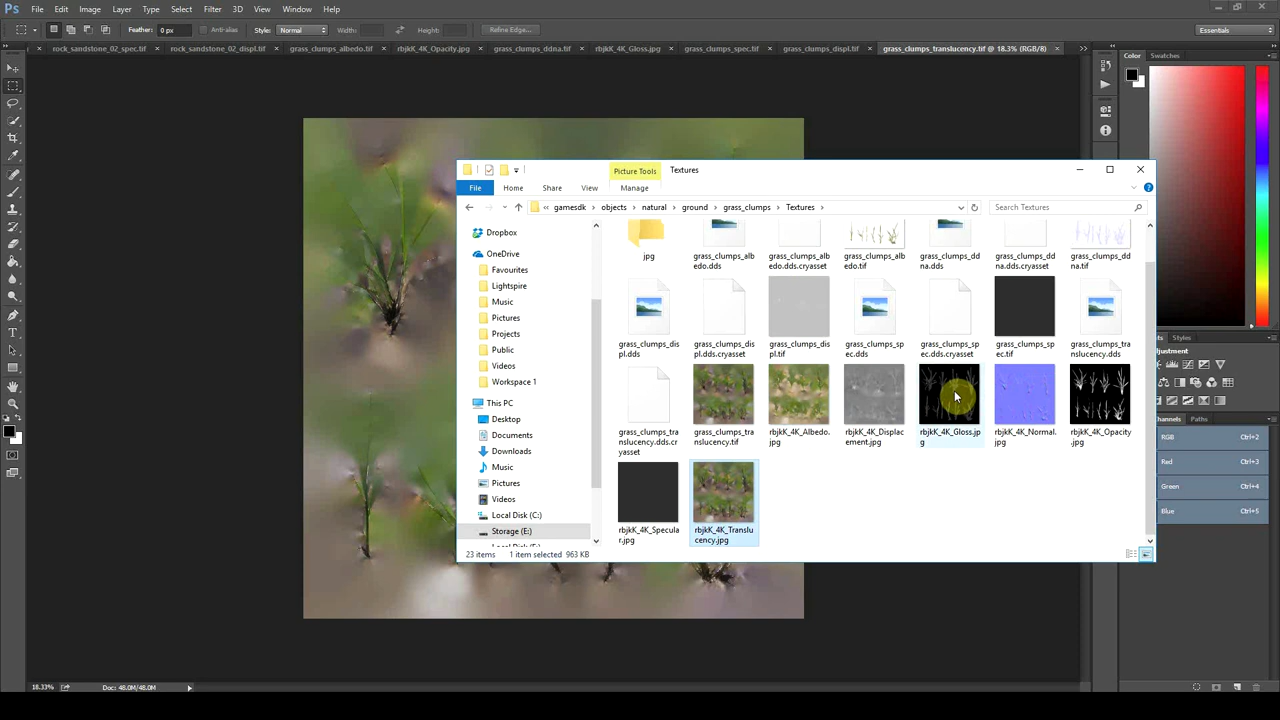 Ps File Edit Image Layer Type Select Filter 3D View Window Help
Feather: 0 px Anti-alias Style: Normal Width: Height: Refine Edge... Essentials
rock_sandstone_02_spec.tif × rock_sandstone_02_displ.tif × grass_clumps_albedo.tif × rbjkK_4K_Opacity.jpg × grass_clumps_ddna.tif × rbjkK_4K_Gloss.jpg × grass_clumps_spec.tif × grass_clumps_displ.tif × grass_clumps_translucency.tif @ 18.3% (RGB/8) ×
Color Swatches
Picture Tools Textures
File Home Share View Manage
gamesdk objects natural ground grass_clumps Textures Search Textures
Dropbox
OneDrive
Favourites
Lightspire
Music
Pictures
Projects
Public
Videos
Workspace 1
This PC
Desktop
Documents
Downloads
Music
Pictures
Videos
Local Disk (C:)
Storage (E:)
jpg
grass_clumps_albedo.dds
grass_clumps_albedo.dds.cryasset
grass_clumps_albedo.tif
grass_clumps_ddna.dds
grass_clumps_ddna.dds.cryasset
grass_clumps_ddna.tif
grass_clumps_displ.dds
grass_clumps_displ.dds.cryasset
grass_clumps_displ.tif
grass_clumps_spec.dds
grass_clumps_spec.dds.cryasset
grass_clumps_spec.tif
grass_clumps_translucency.dds
grass_clumps_translucency.dds.cryasset
grass_clumps_translucency.tif
rbjkK_4K_Albedo.jpg
rbjkK_4K_Displacement.jpg
rbjkK_4K_Gloss.jpg
rbjkK_4K_Normal.jpg
rbjkK_4K_Opacity.jpg
rbjkK_4K_Specular.jpg
rbjkK_4K_Translucency.jpg
23 items 1 item selected 963 KB
Styles
Paths
RGB Ctrl+2
Red Ctrl+3
Green Ctrl+4
Blue Ctrl+5
18.33% Doc: 48.0M/48.0M